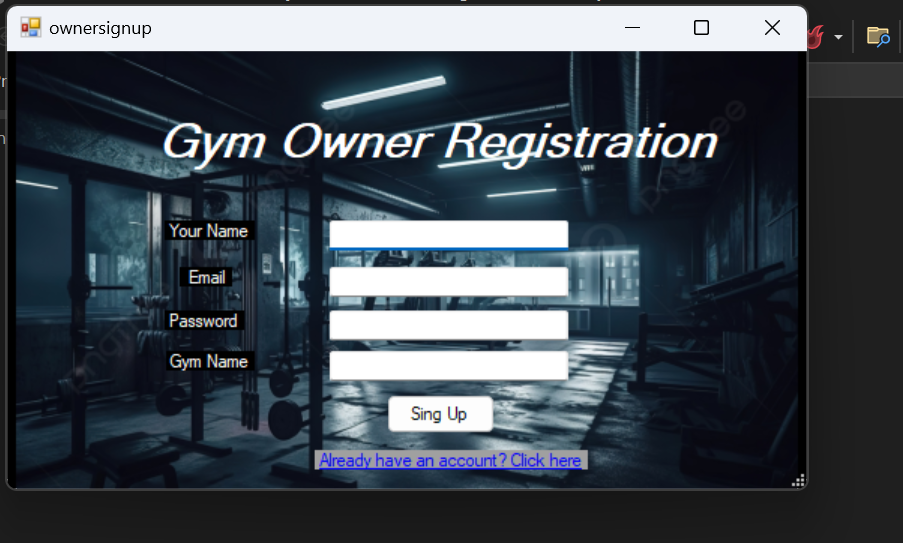 ownersignup
Gym Owner Registration
Your Name
Email
Password
Gym Name
Sing Up
Already have an account? Click here